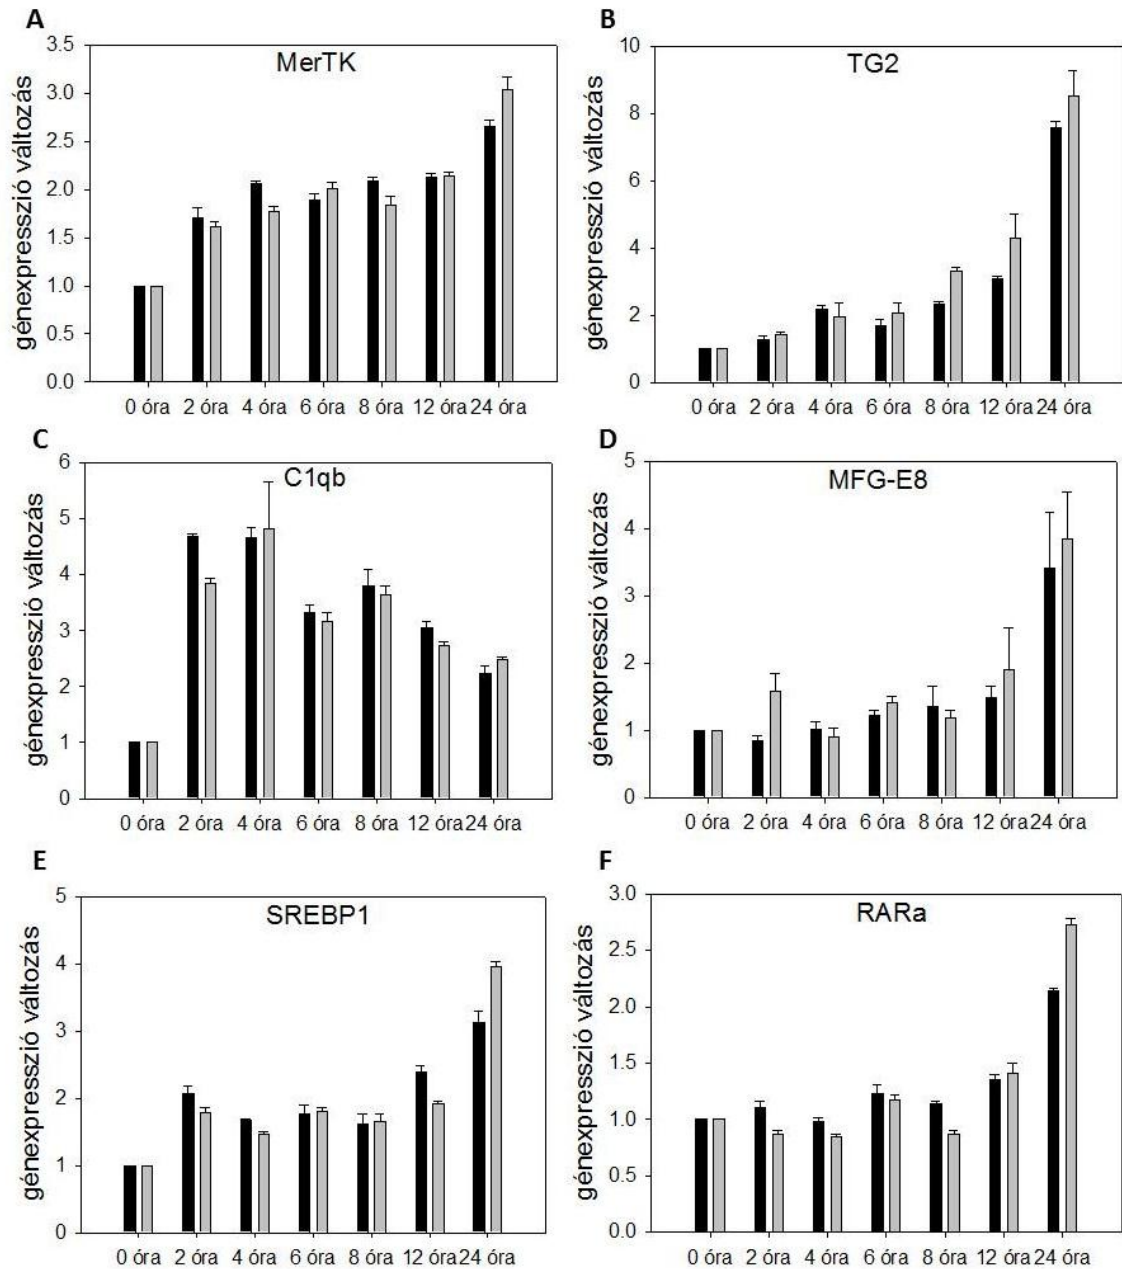 A
MerTK
génexpresszió változás
3.5
3.0
2.5
2.0
1.5
1.0
0.5
0.0
0 óra 2 óra 4 óra 6 óra 8 óra 12 óra 24 óra
B
TG2
génexpresszió változás
10
8
6
4
2
0
0 óra 2 óra 4 óra 6 óra 8 óra 12 óra 24 óra
C
C1qb
génexpresszió változás
6
5
4
3
2
1
0
0 óra 2 óra 4 óra 6 óra 8 óra 12 óra 24 óra
D
MFG-E8
génexpresszió változás
5
4
3
2
1
0
0 óra 2 óra 4 óra 6 óra 8 óra 12 óra 24 óra
E
SREBP1
génexpresszió változás
5
4
3
2
1
0
0 óra 2 óra 4 óra 6 óra 8 óra 12 óra 24 óra
F
RARa
génexpresszió változás
3.0
2.5
2.0
1.5
1.0
0.5
0.0
0 óra 2 óra 4 óra 6 óra 8 óra 12 óra 24 óra